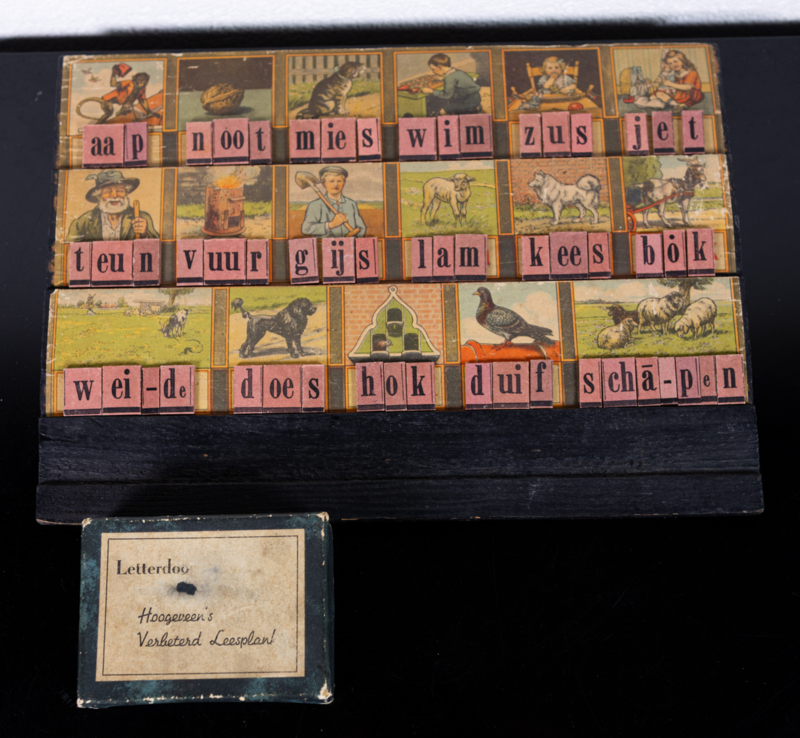 aap noot mies wim zus jet
teun vuur gijs lam kees bok
wei-de does hok duif schā-pen
Letterdoo
Hoogeveen's
Verbeterd Leesplan!